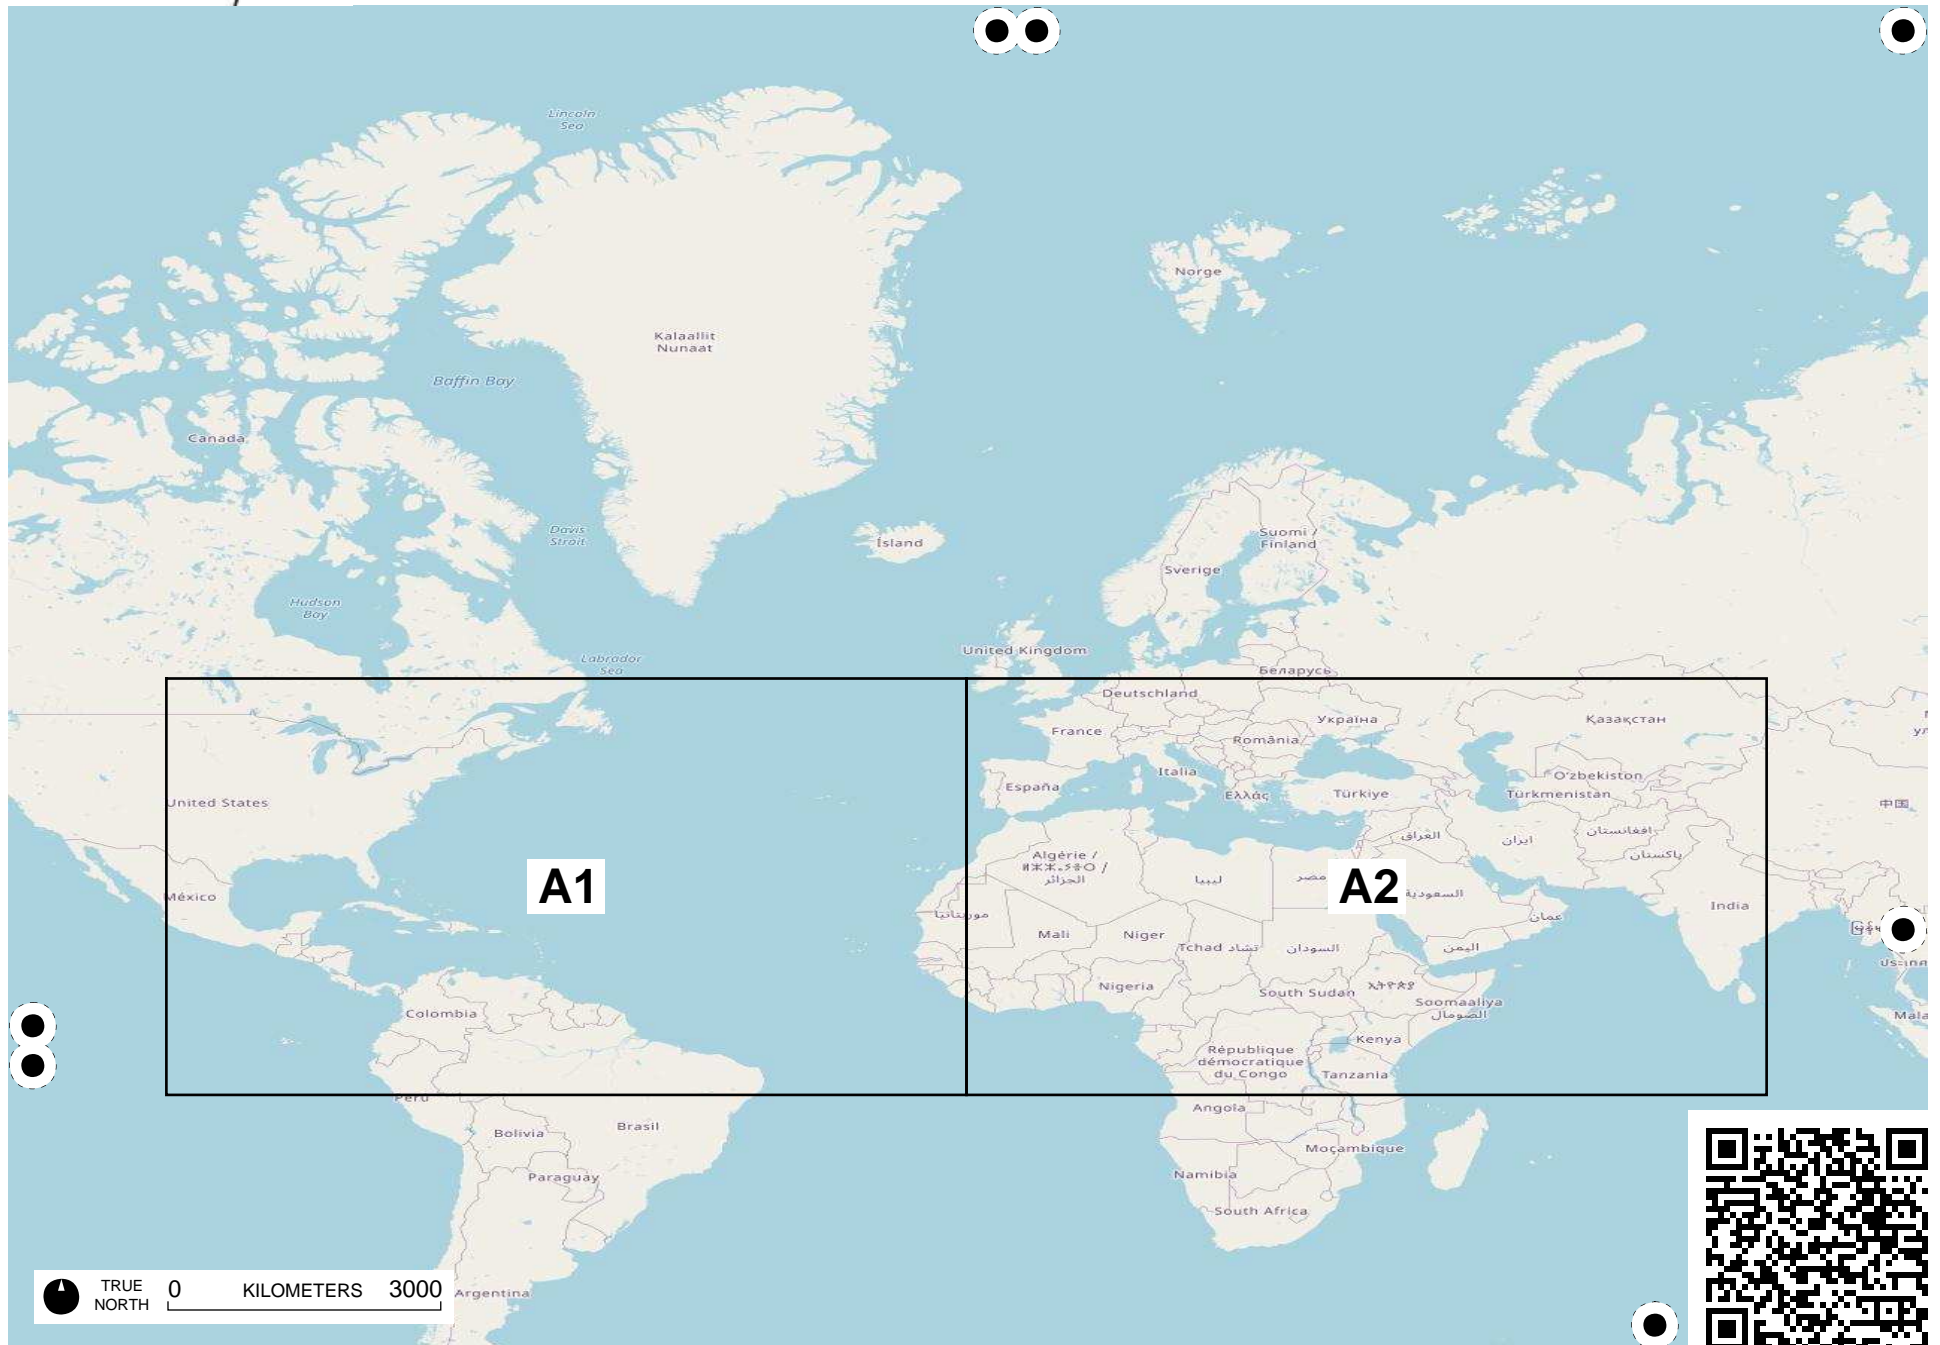 Lincoln
Sea
Norge
Kalaallit
Nunaat
Baffin Bay
Canada
Davis
Strait
Ísland
Suomi /
Finland
Sverige
Hudson
Bay
United Kingdom
Labrador
Sea
Беларусь
Deutschland
Україна
Қазақстан
France
România
Italia
O'zbekiston
España
Ελλάς
Türkiye
Türkmenistan
United States
中国
العراق
ایران
افغانستان
پاکستان
Algérie /
الجزائر
ليبيا
مصر
A1
A2
السعودية
México
India
موريتانيا
عمان
Mali
Niger
Tchad تشاد
السودان
اليمن
Nigeria
South Sudan
ኢትዮጵያ
Soomaaliya
الصومال
Colombia
Mala
Kenya
République
démocratique
du Congo
Tanzania
Perú
Angola
Bolivia
Brasil
Moçambique
Paraguay
Namibia
South Africa
TRUE
NORTH
0 KILOMETERS 3000
Argentina